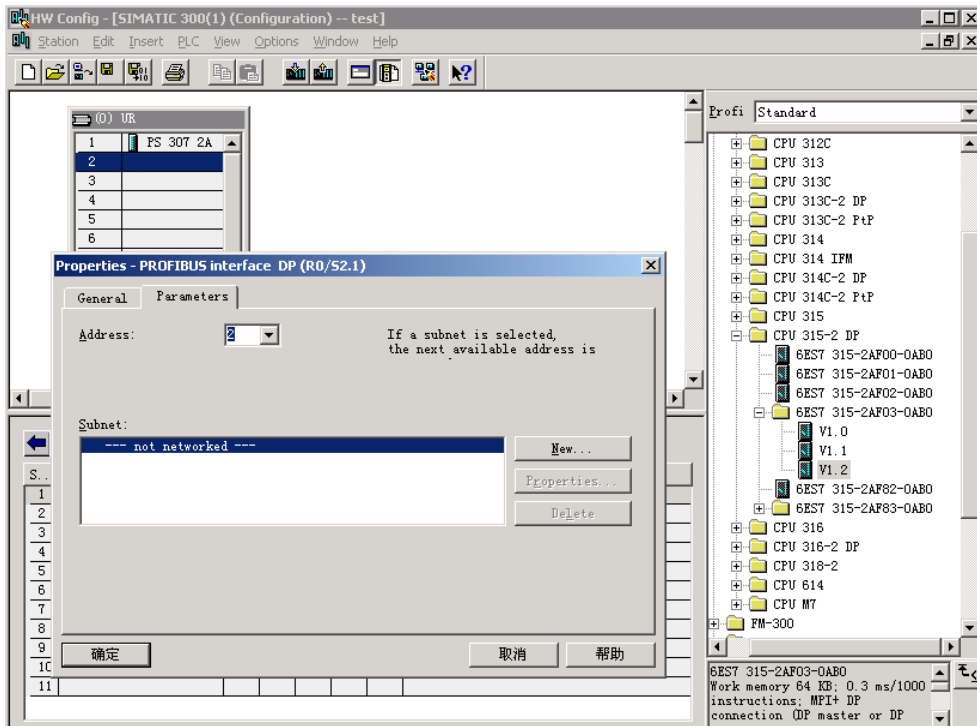 HW Config - [SIMATIC 300(1) (Configuration) -- test]
Station Edit Insert PLC View Options Window Help
(0) UR
1 PS 307 2A
2
3
4
5
6
Profi Standard
CPU 312C
CPU 313
CPU 313C
CPU 313C-2 DP
CPU 313C-2 PtP
CPU 314
CPU 314 IFM
CPU 314C-2 DP
CPU 314C-2 PtP
CPU 315
CPU 315-2 DP
6ES7 315-2AF00-0AB0
6ES7 315-2AF01-0AB0
6ES7 315-2AF02-0AB0
6ES7 315-2AF03-0AB0
V1.0
V1.1
V1.2
6ES7 315-2AF82-0AB0
6ES7 315-2AF83-0AB0
CPU 316
CPU 316-2 DP
CPU 318-2
CPU 614
CPU M7
FM-300
Properties - PROFIBUS interface DP (R0/S2.1)
General Parameters
Address: 2
If a subnet is selected,
the next available address is
Subnet:
--- not networked ---
New...
Properties...
Delete
确定 取消 帮助
S...
1
2
3
4
5
6
7
8
9
10
11
6ES7 315-2AF03-0AB0
Work memory 64 KB; 0.3 ms/1000
instructions; MPI+ DP
connection (DP master or DP